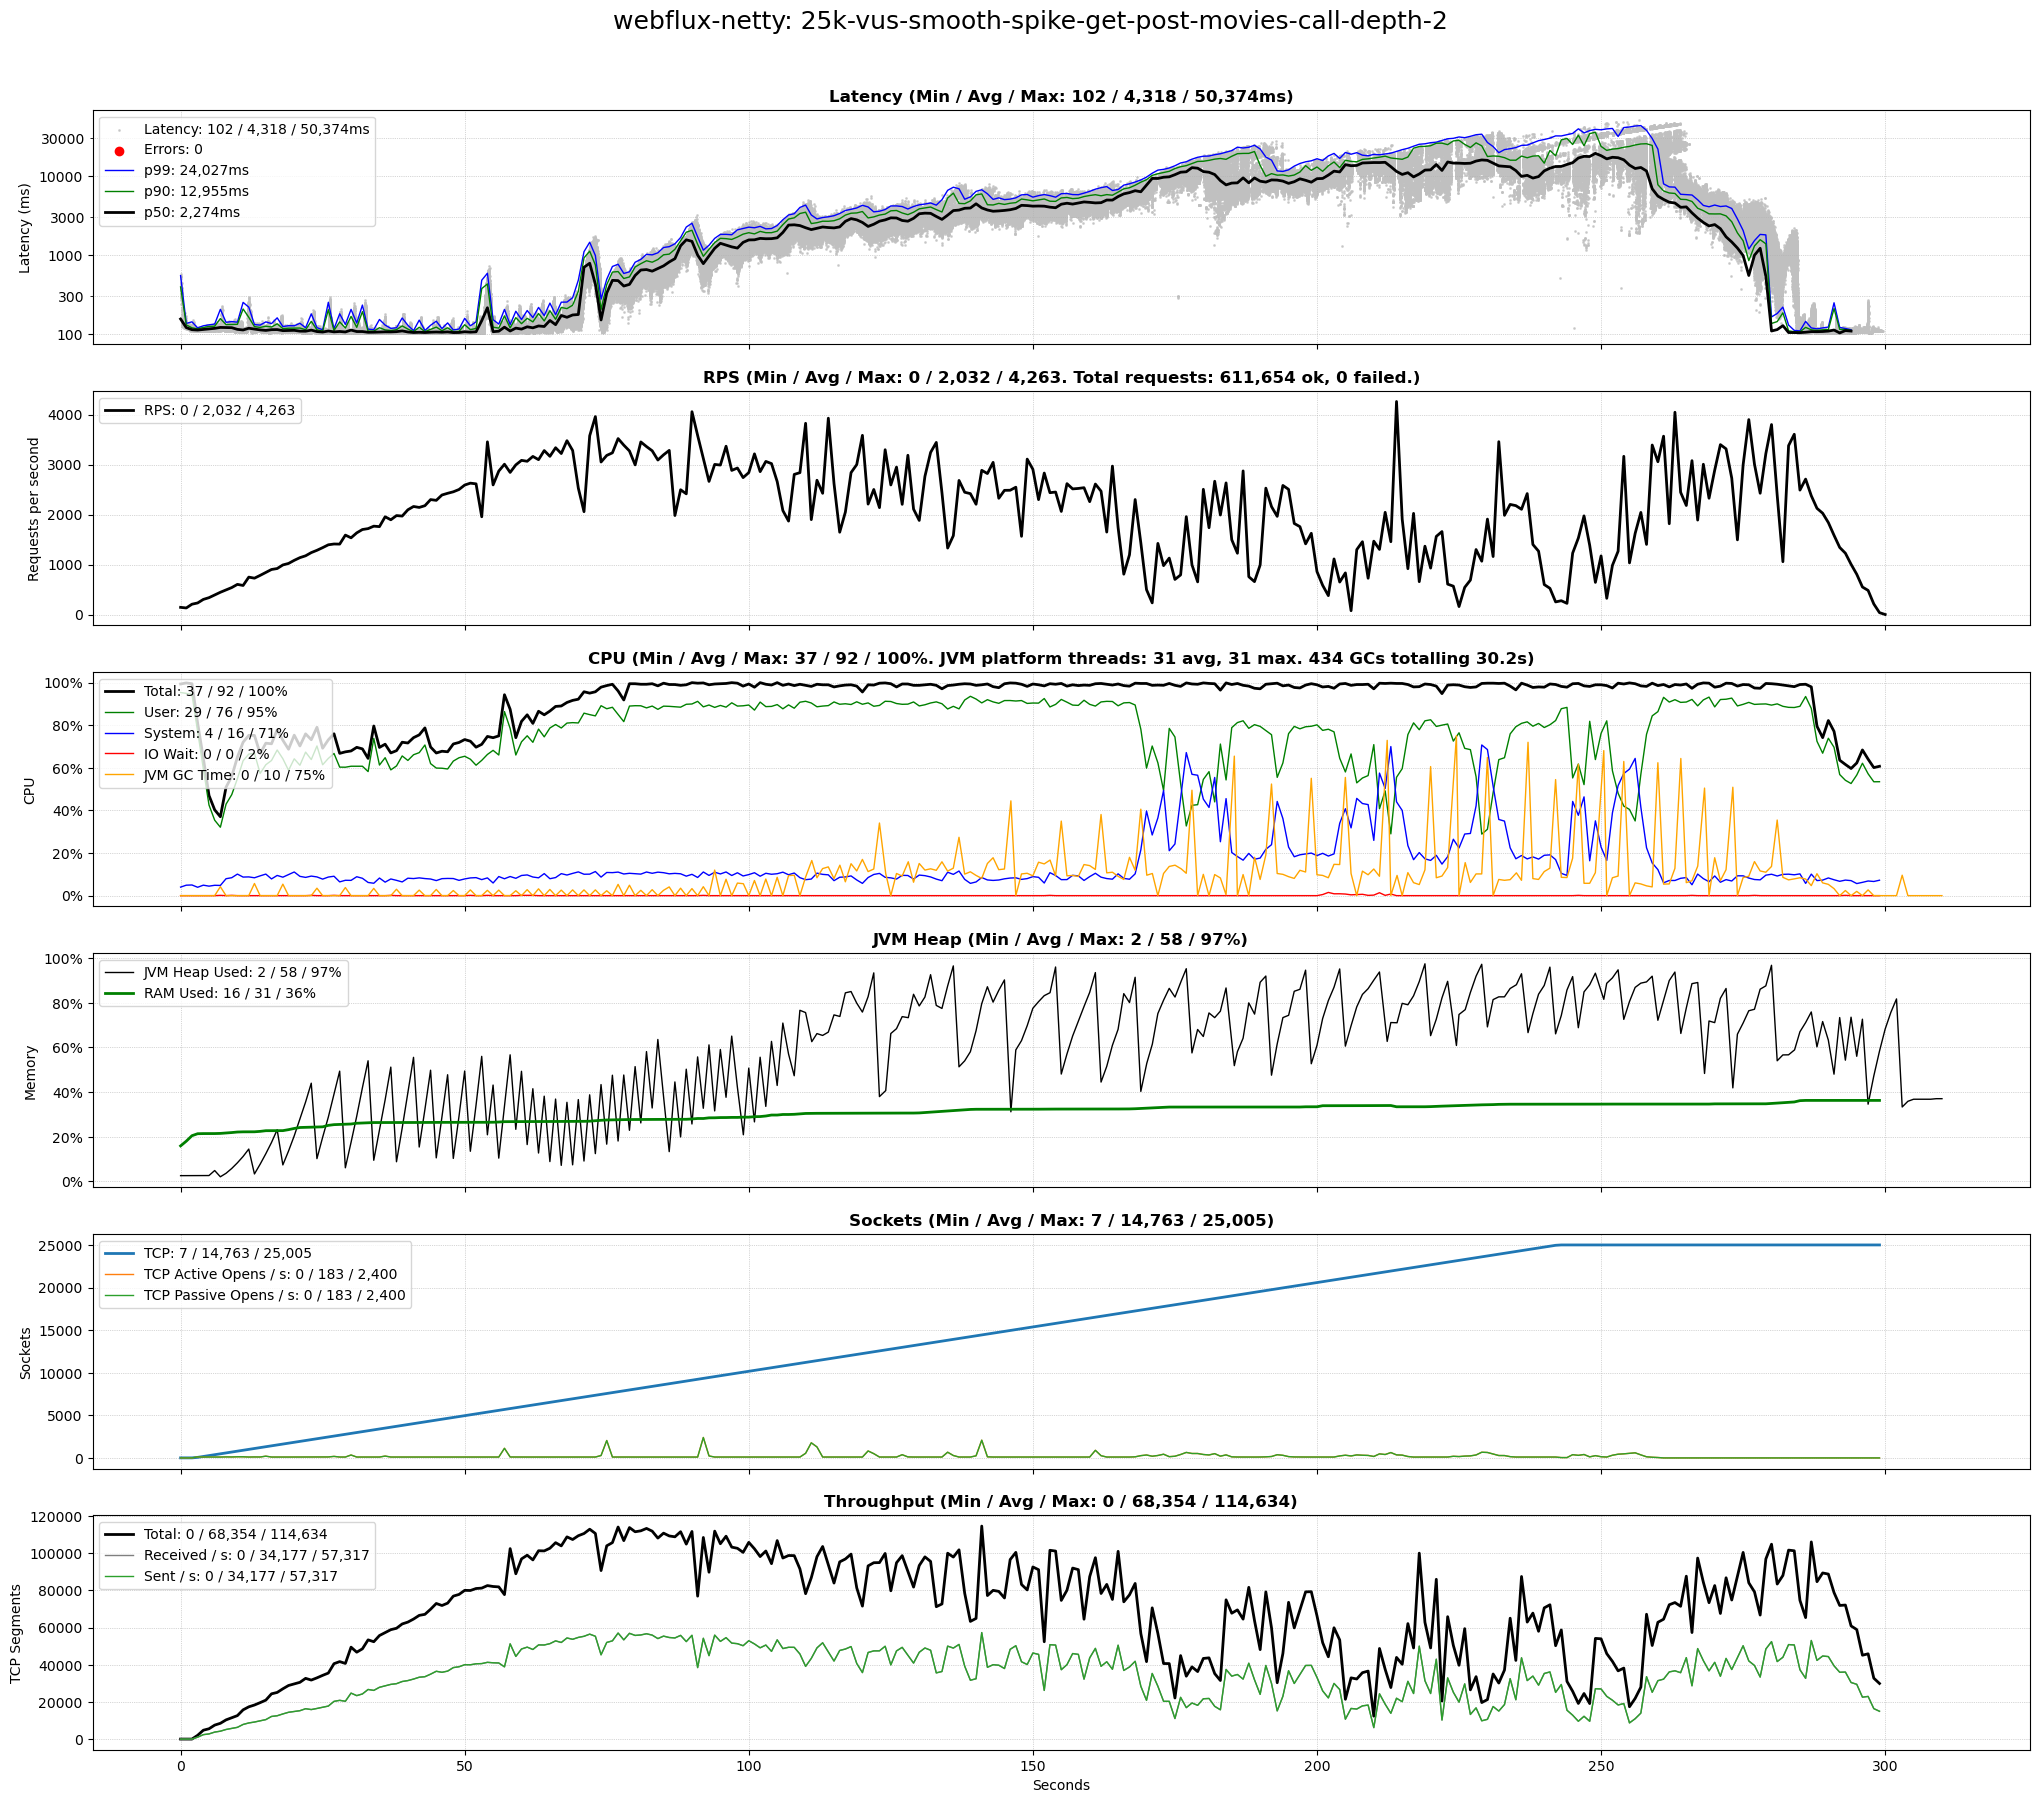 webflux-netty: 25k-vus-smooth-spike-get-post-movies-call-depth-2
Latency (Min / Avg / Max: 102 / 4,318 / 50,374ms)
Latency (ms)
30000
10000
3000
1000
300
100
Latency: 102 / 4,318 / 50,374ms
Errors: 0
p99: 24,027ms
p90: 12,955ms
p50: 2,274ms
RPS (Min / Avg / Max: 0 / 2,032 / 4,263. Total requests: 611,654 ok, 0 failed.)
Requests per second
4000
3000
2000
1000
0
RPS: 0 / 2,032 / 4,263
CPU (Min / Avg / Max: 37 / 92 / 100%. JVM platform threads: 31 avg, 31 max. 434 GCs totalling 30.2s)
CPU
100%
80%
60%
40%
20%
0%
Total: 37 / 92 / 100%
User: 29 / 76 / 95%
System: 4 / 16 / 71%
IO Wait: 0 / 0 / 2%
JVM GC Time: 0 / 10 / 75%
JVM Heap (Min / Avg / Max: 2 / 58 / 97%)
Memory
100%
80%
60%
40%
20%
0%
JVM Heap Used: 2 / 58 / 97%
RAM Used: 16 / 31 / 36%
Sockets (Min / Avg / Max: 7 / 14,763 / 25,005)
Sockets
25000
20000
15000
10000
5000
0
TCP: 7 / 14,763 / 25,005
TCP Active Opens / s: 0 / 183 / 2,400
TCP Passive Opens / s: 0 / 183 / 2,400
Throughput (Min / Avg / Max: 0 / 68,354 / 114,634)
TCP Segments
120000
100000
80000
60000
40000
20000
0
Total: 0 / 68,354 / 114,634
Received / s: 0 / 34,177 / 57,317
Sent / s: 0 / 34,177 / 57,317
0
50
100
150
200
250
300
Seconds